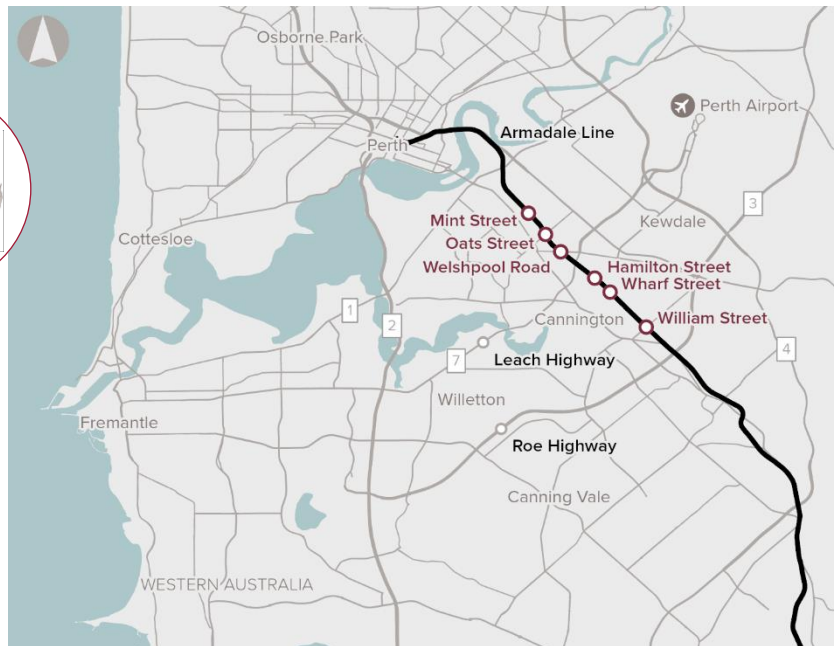 Osborne Park
Perth Airport
Armadale Line
Perth
Mint Street
Kewdale
3
Cottesloe
Oats Street
Welshpool Road
Hamilton Street
Wharf Street
1
2
Cannington
William Street
7
Leach Highway
4
Willetton
Fremantle
Roe Highway
Canning Vale
WESTERN AUSTRALIA